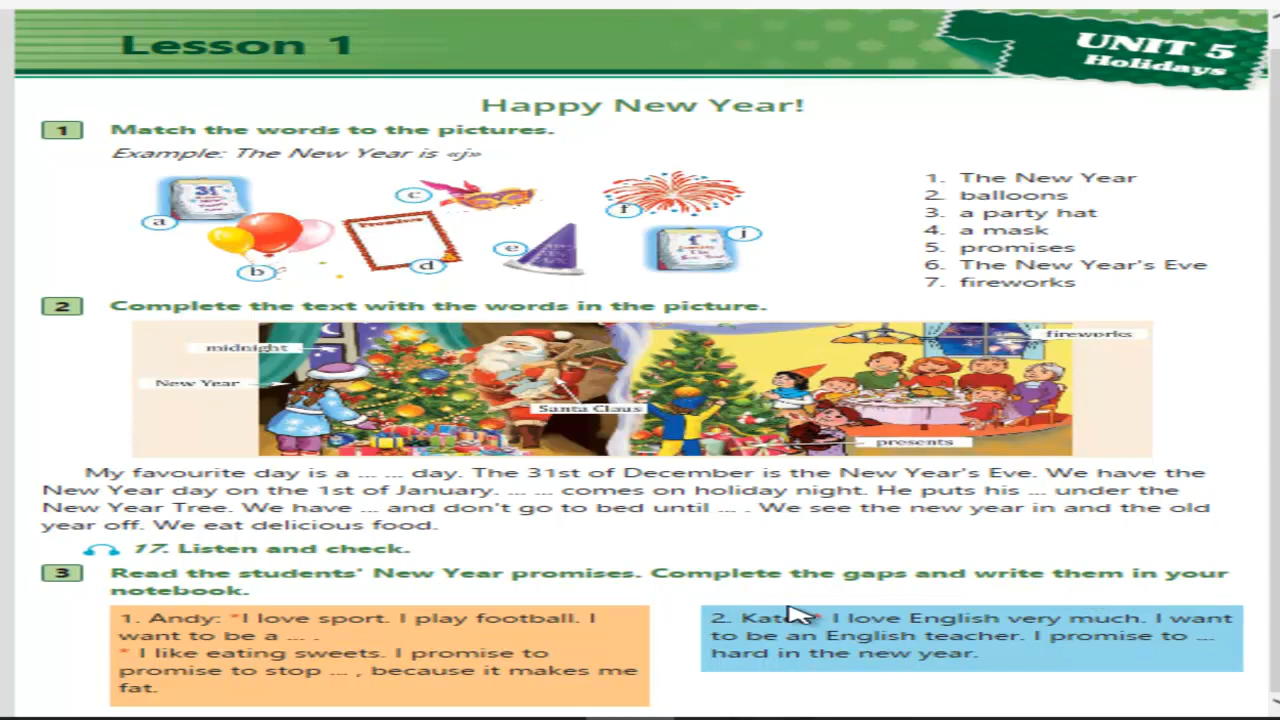 Lesson 1
UNIT 5
Holidays
Happy New Year!
1 Match the words to the pictures.
Example: The New Year is «j»
a
31
b
c
Promises
d
e
f
1
j
1. The New Year
2. balloons
3. a party hat
4. a mask
5. promises
6. The New Year's Eve
7. fireworks
2 Complete the text with the words in the picture.
midnight
New Year
Santa Claus
fireworks
presents
My favourite day is a ... ... day. The 31st of December is the New Year's Eve. We have the
New Year day on the 1st of January. ... ... comes on holiday night. He puts his ... under the
New Year Tree. We have ... and don't go to bed until ... . We see the new year in and the old
year off. We eat delicious food.
17. Listen and check.
3 Read the students' New Year promises. Complete the gaps and write them in your
notebook.
1. Andy: *I love sport. I play football. I
want to be a ... .
* I like eating sweets. I promise to
promise to stop ... , because it makes me
fat.
2. Kate: * I love English very much. I want
to be an English teacher. I promise to ...
hard in the new year.